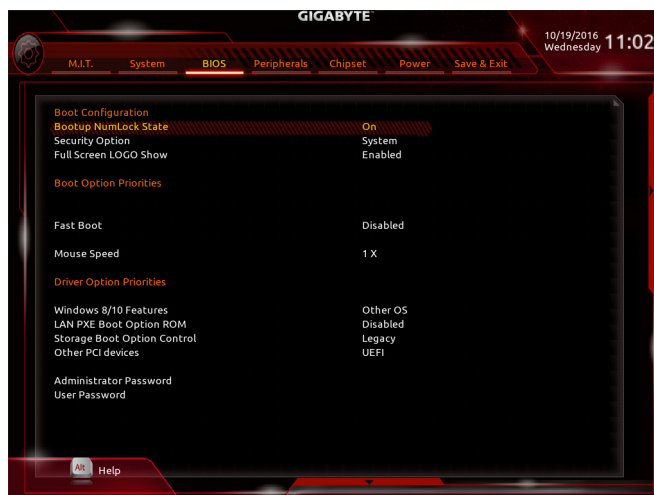 GIGABYTE™
10/19/2016
Wednesday 11:02
M.I.T. System BIOS Peripherals Chipset Power Save & Exit
Boot Configuration
Bootup NumLock State On
Security Option System
Full Screen LOGO Show Enabled
Boot Option Priorities
Fast Boot Disabled
Mouse Speed 1 X
Driver Option Priorities
Windows 8/10 Features Other OS
LAN PXE Boot Option ROM Disabled
Storage Boot Option Control Legacy
Other PCI devices UEFI
Administrator Password
User Password
Alt Help